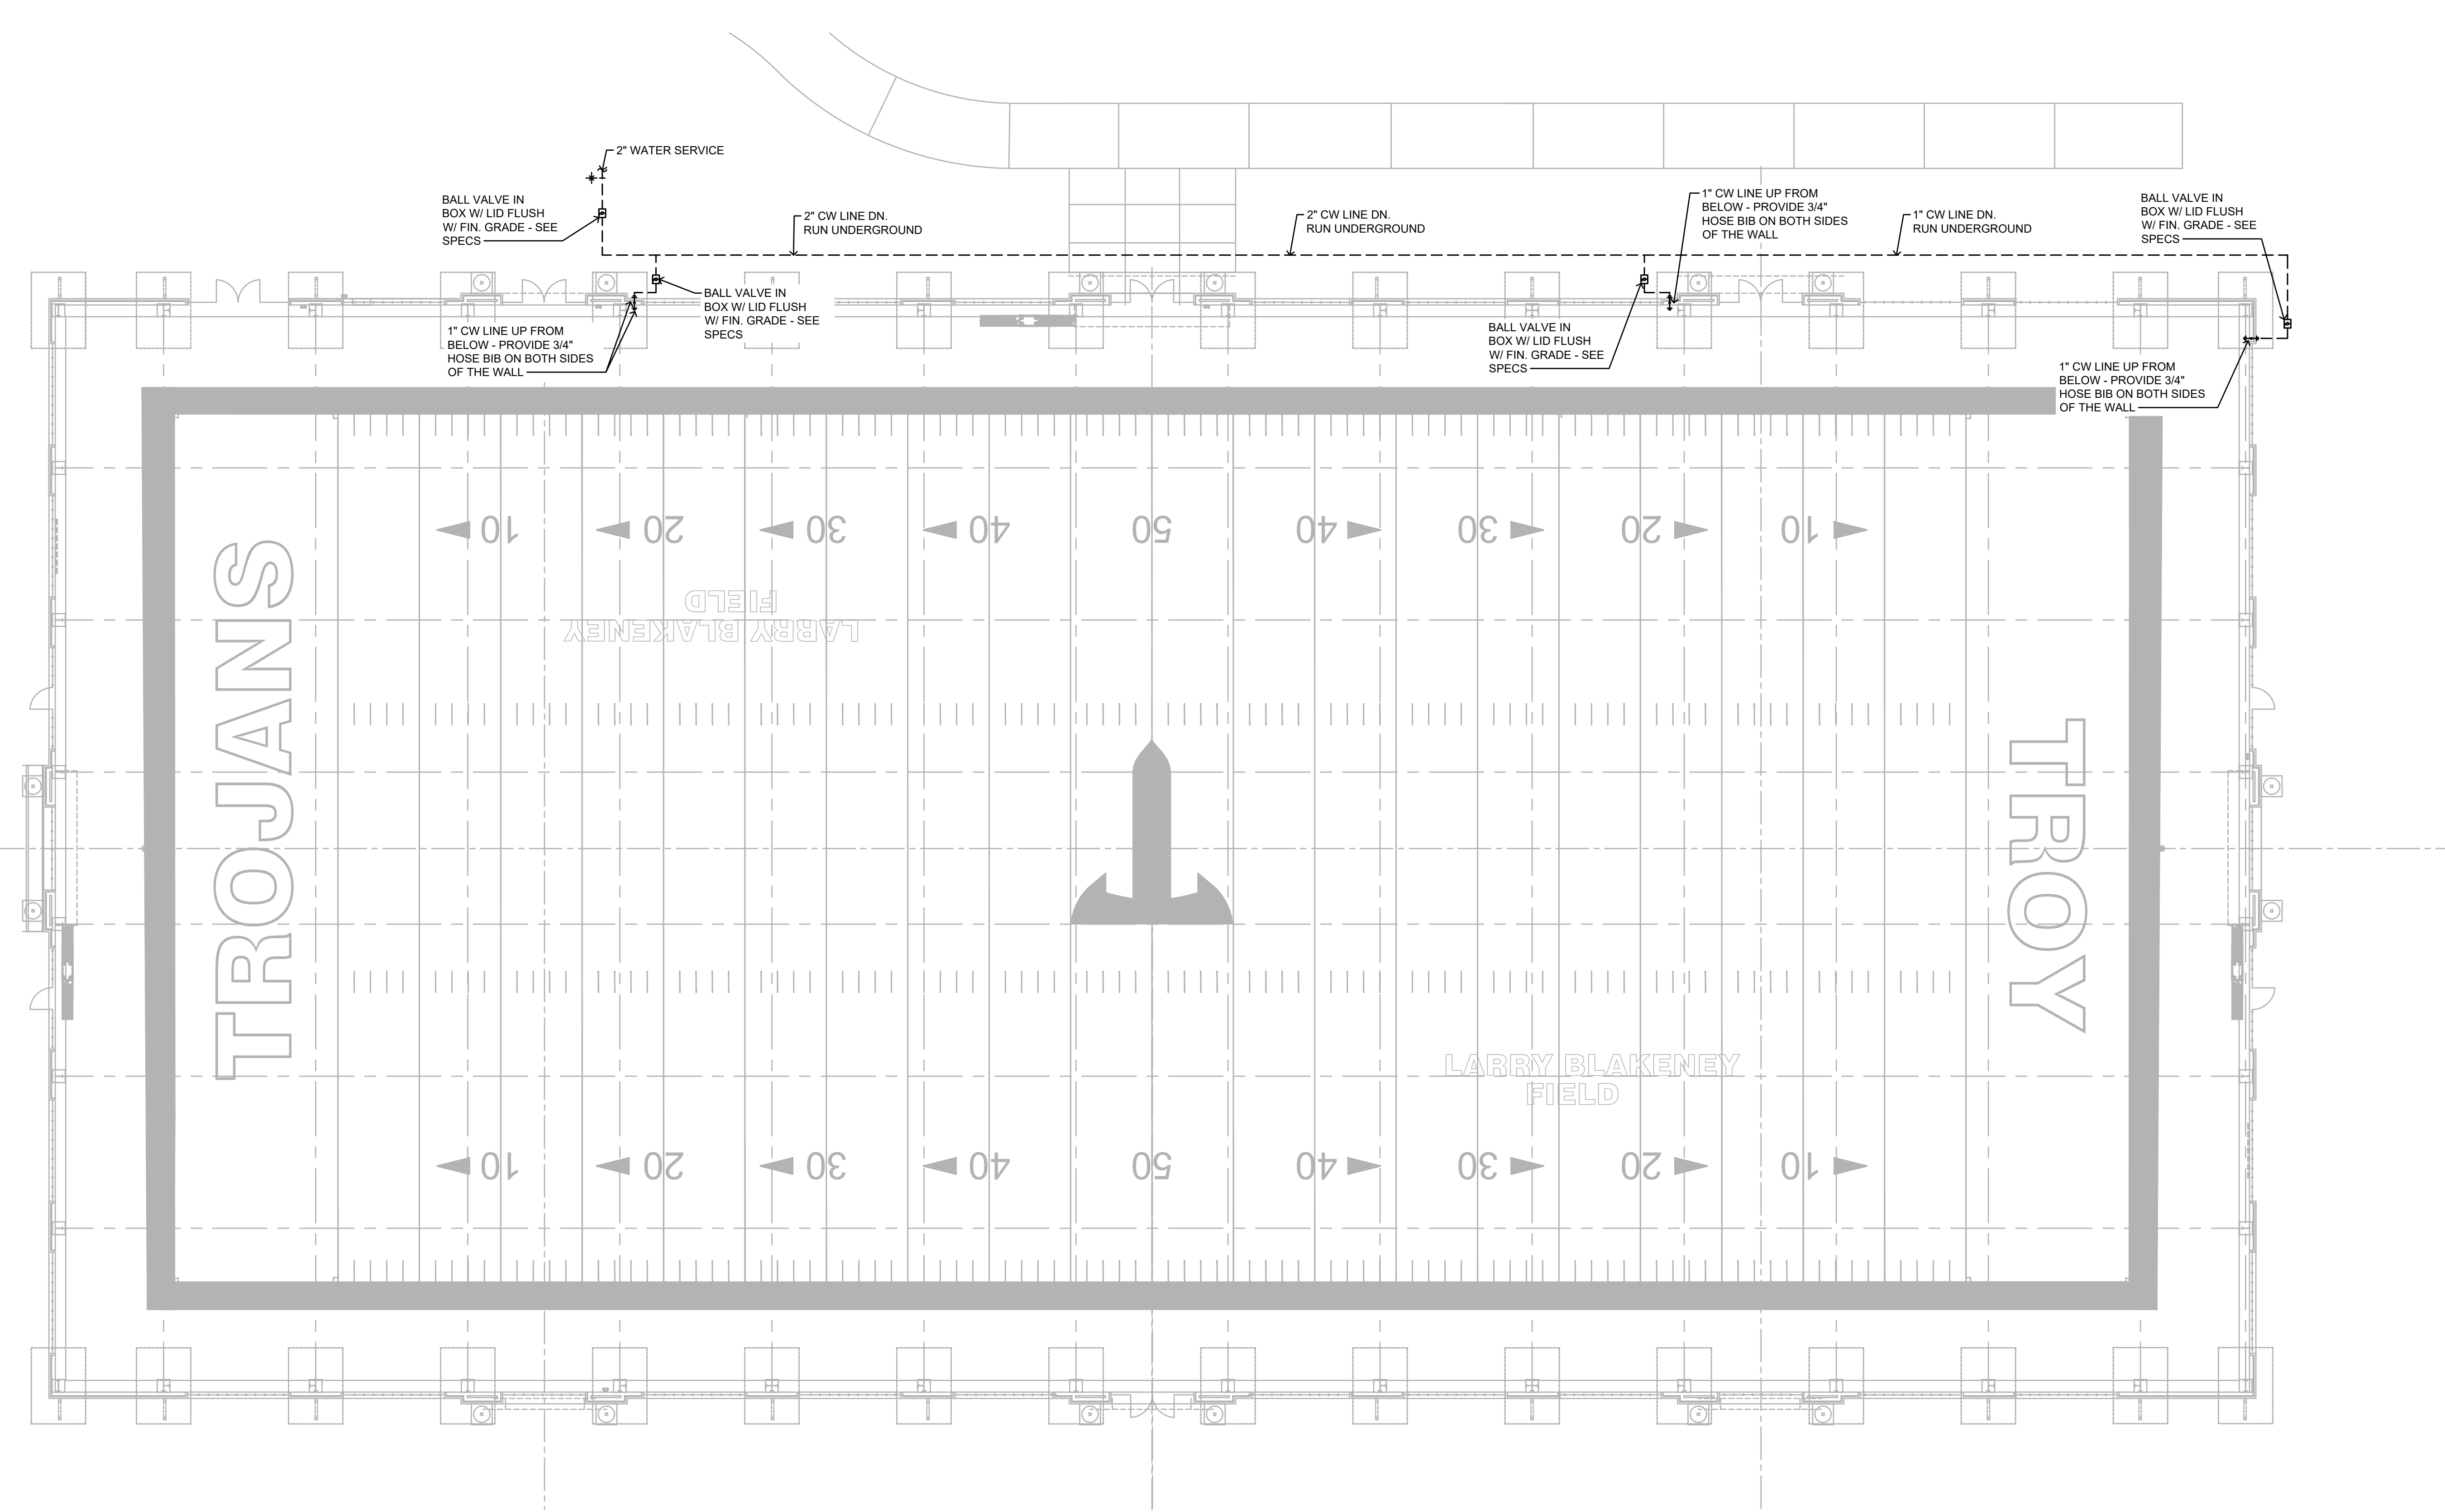 2" WATER SERVICE
BALL VALVE IN
BOX W/ LID FLUSH
W/ FIN. GRADE - SEE
SPECS
2" CW LINE DN.
RUN UNDERGROUND
2" CW LINE DN.
RUN UNDERGROUND
1" CW LINE UP FROM
BELOW - PROVIDE 3/4"
HOSE BIB ON BOTH SIDES
OF THE WALL
1" CW LINE DN.
RUN UNDERGROUND
BALL VALVE IN
BOX W/ LID FLUSH
W/ FIN. GRADE - SEE
SPECS
BALL VALVE IN
BOX W/ LID FLUSH
W/ FIN. GRADE - SEE
SPECS
1" CW LINE UP FROM
BELOW - PROVIDE 3/4"
HOSE BIB ON BOTH SIDES
OF THE WALL
BALL VALVE IN
BOX W/ LID FLUSH
W/ FIN. GRADE - SEE
SPECS
1" CW LINE UP FROM
BELOW - PROVIDE 3/4"
HOSE BIB ON BOTH SIDES
OF THE WALL
10 20 30 40 50 40 30 20 10
LARRY BLAKENEY
FIELD
TROJANS
TROY
LARRY BLAKENEY
FIELD
10 20 30 40 50 40 30 20 10